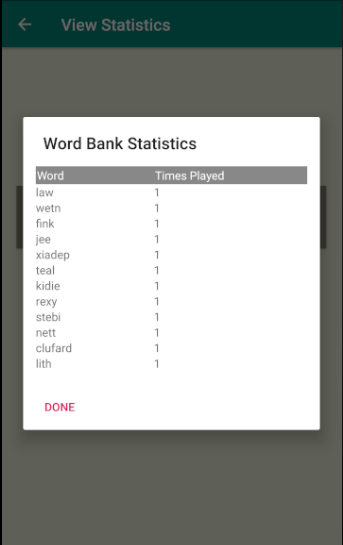 View Statistics
Word Bank Statistics
Word Times Played
law 1
wetn 1
fink 1
jee 1
xiadep 1
teal 1
kidie 1
rexy 1
stebi 1
nett 1
clufard 1
lith 1
DONE